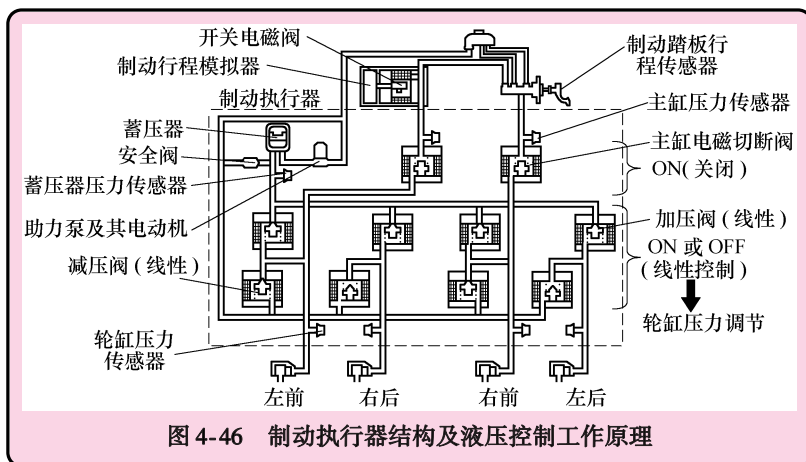 开关电磁阀
制动行程模拟器
制动踏板行
程传感器
制动执行器
蓄压器
安全阀
蓄压器压力传感器
助力泵及其电动机
减压阀(线性)
主缸压力传感器
主缸电磁切断阀
ON(关闭)
加压阀(线性)
ON 或 OFF
(线性控制)
轮缸压力调节
轮缸压力
传感器
左前
右后
右前
左后
图 4-46 制动执行器结构及液压控制工作原理